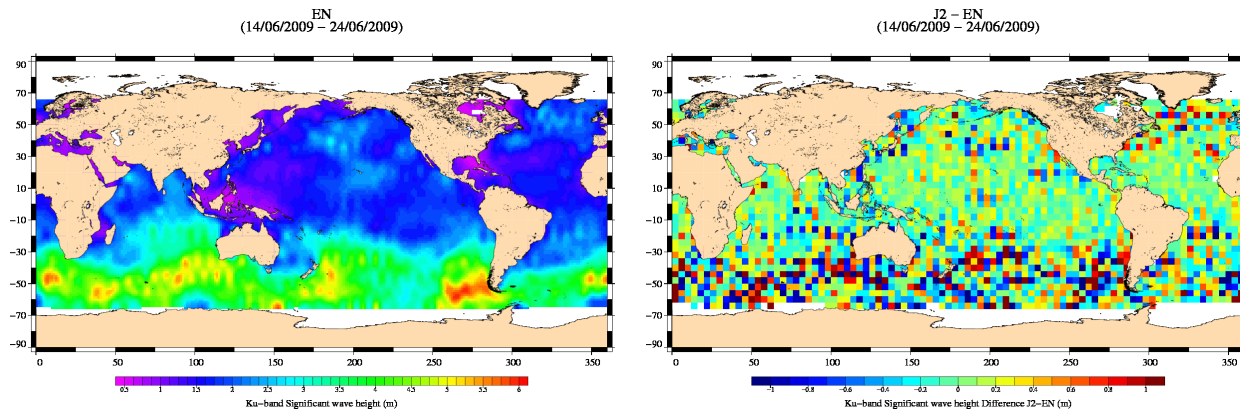 EN
(14/06/2009 − 24/06/2009)
90
70
50
30
10
−10
−30
−50
−70
−90
0 50 100 150 200 250 300 350
0.5 1 1.5 2 2.5 3 3.5 4 4.5 5 5.5 6
Ku−band Significant wave height (m)
J2 − EN
(14/06/2009 − 24/06/2009)
90
70
50
30
10
−10
−30
−50
−70
−90
0 50 100 150 200 250 300 350
−1 −0.8 −0.6 −0.4 −0.2 0 0.2 0.4 0.6 0.8 1
Ku−band Significant wave height Difference J2−EN (m)